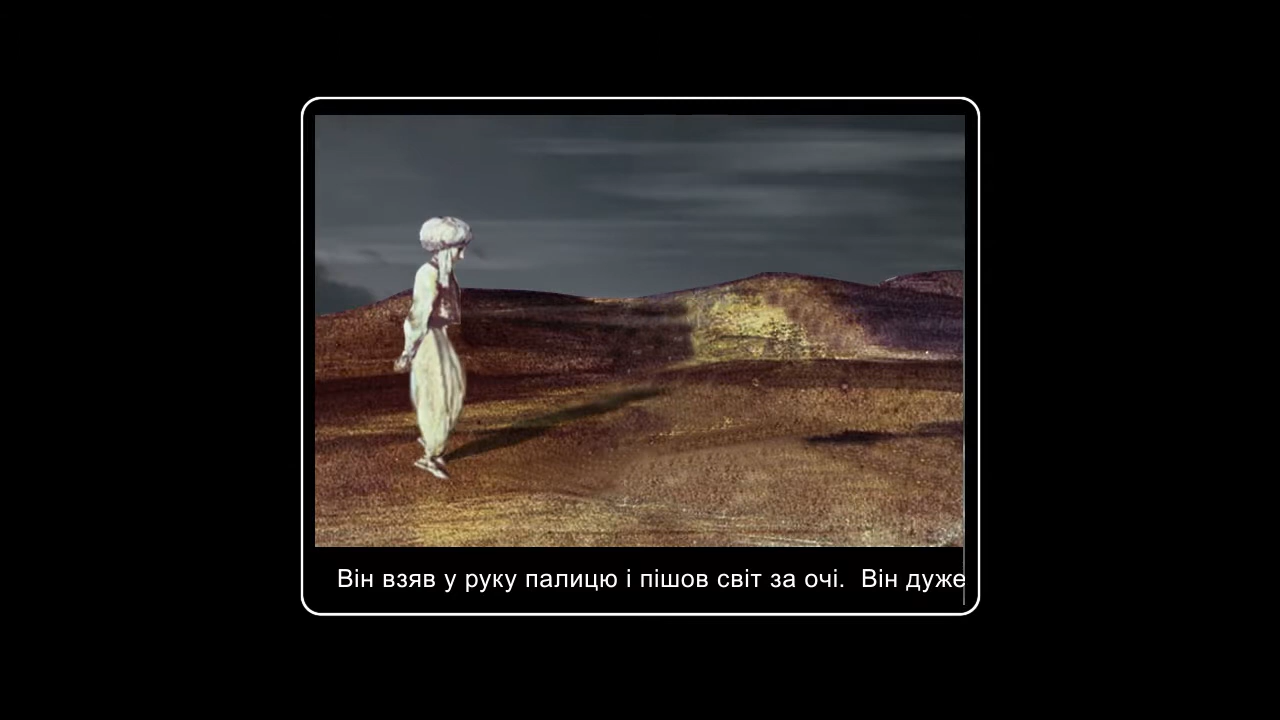 Він взяв у руку палицю і пішов світ за очі.  Він дуже